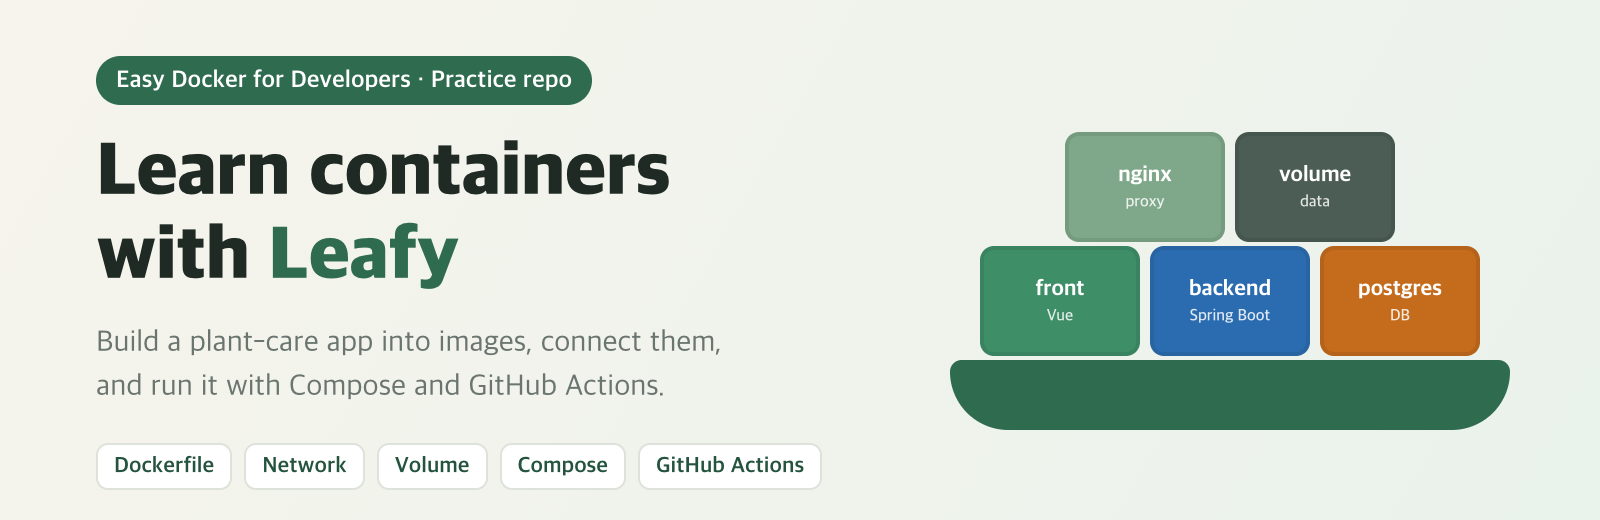 Easy Docker for Developers · Practice repo
Learn containers
with Leafy
Build a plant-care app into images, connect them,
and run it with Compose and GitHub Actions.
Dockerfile
Network
Volume
Compose
GitHub Actions
nginx
proxy
volume
data
front
Vue
backend
Spring Boot
postgres
DB